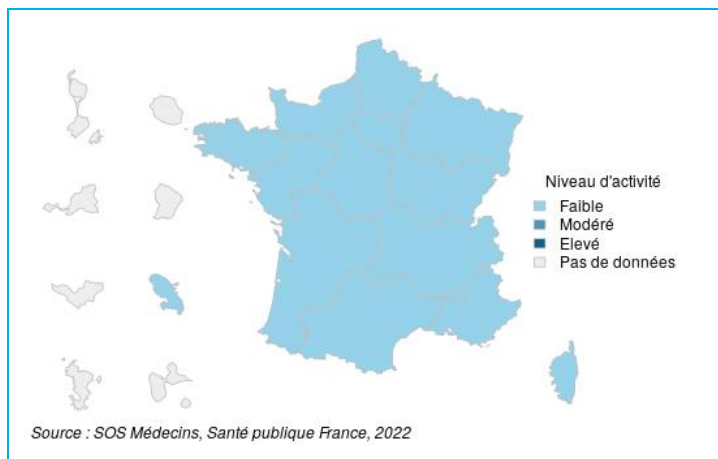 Niveau d'activité
Faible
Modéré
Elevé
Pas de données
Source : SOS Médecins, Santé publique France, 2022